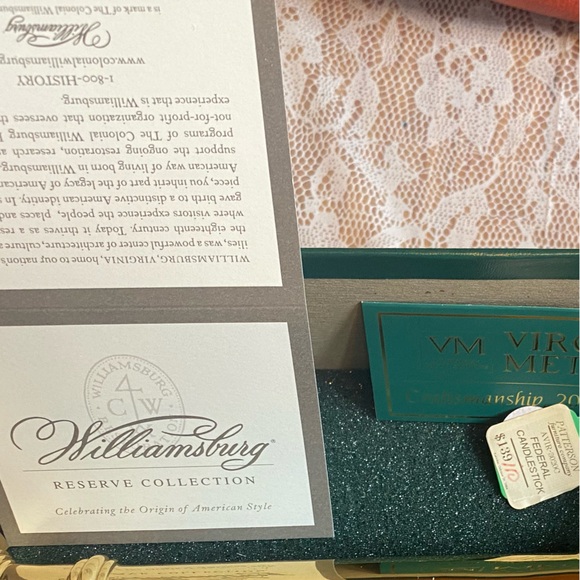 WILLIAMSBURG, VIRGINIA, home to our nation's
ilies, was a powerful center of architecture, culture a
the eighteenth century. Today it thrives as a res
where visitors experience the people, places and
gave birth to a distinctive American identity. In s
piece, you inherit part of the legacy of American
American way of living born in Williamsburg.
support the ongoing restoration, research a
programs of The Colonial Williamsburg
not-for-profit organization that oversees th
experience that is Williamsburg.
1-800-HISTORY
www.colonialwilliamsburg
Williamsburg
is a mark of The Colonial Williamsburg
WILLIAMSBURG
CW
Williamsburg®
RESERVE COLLECTION
Celebrating the Origin of American Style
VM VIRG
MET
Craftsmanship 20
PATTERSON
FEDERAL
CANDLESTICK
$139/10